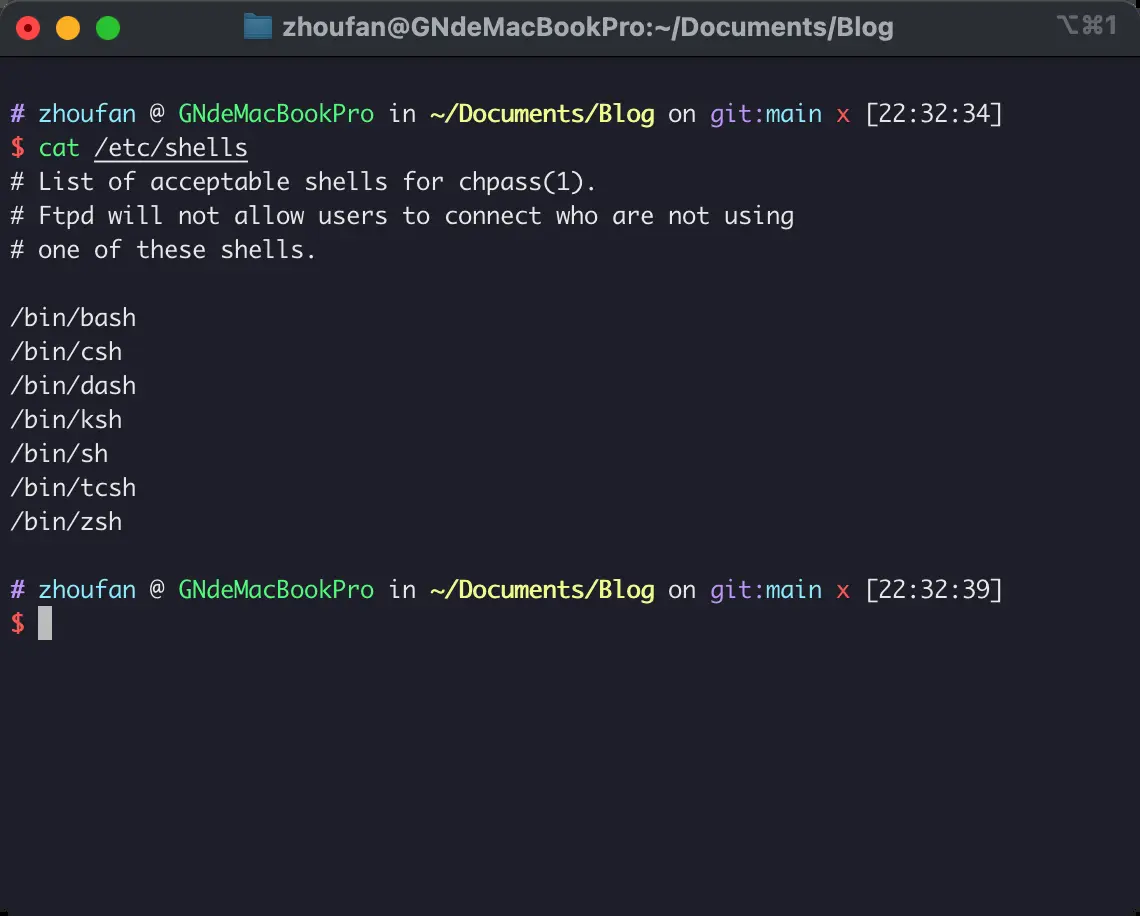 zhoufan@GNdeMacBookPro:~/Documents/Blog ⌥⌘1
# zhoufan @ GNdeMacBookPro in ~/Documents/Blog on git:main x [22:32:34]
$ cat /etc/shells
# List of acceptable shells for chpass(1).
# Ftpd will not allow users to connect who are not using
# one of these shells.
/bin/bash
/bin/csh
/bin/dash
/bin/ksh
/bin/sh
/bin/tcsh
/bin/zsh
# zhoufan @ GNdeMacBookPro in ~/Documents/Blog on git:main x [22:32:39]
$